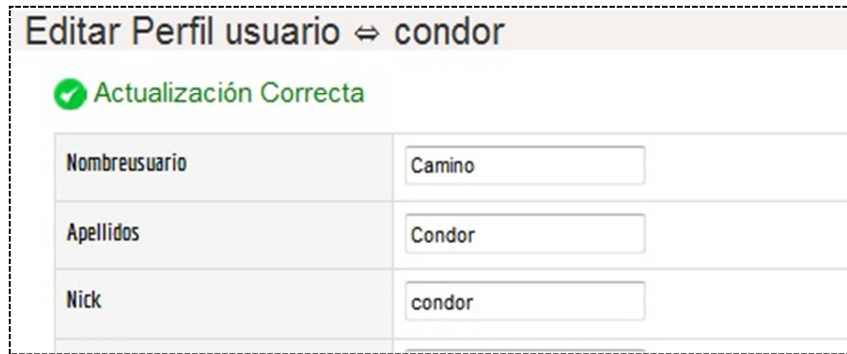 Editar Perfil usuario ⇔ condor
Actualización Correcta
Nombreusuario Camino
Apellidos Condor
Nick condor